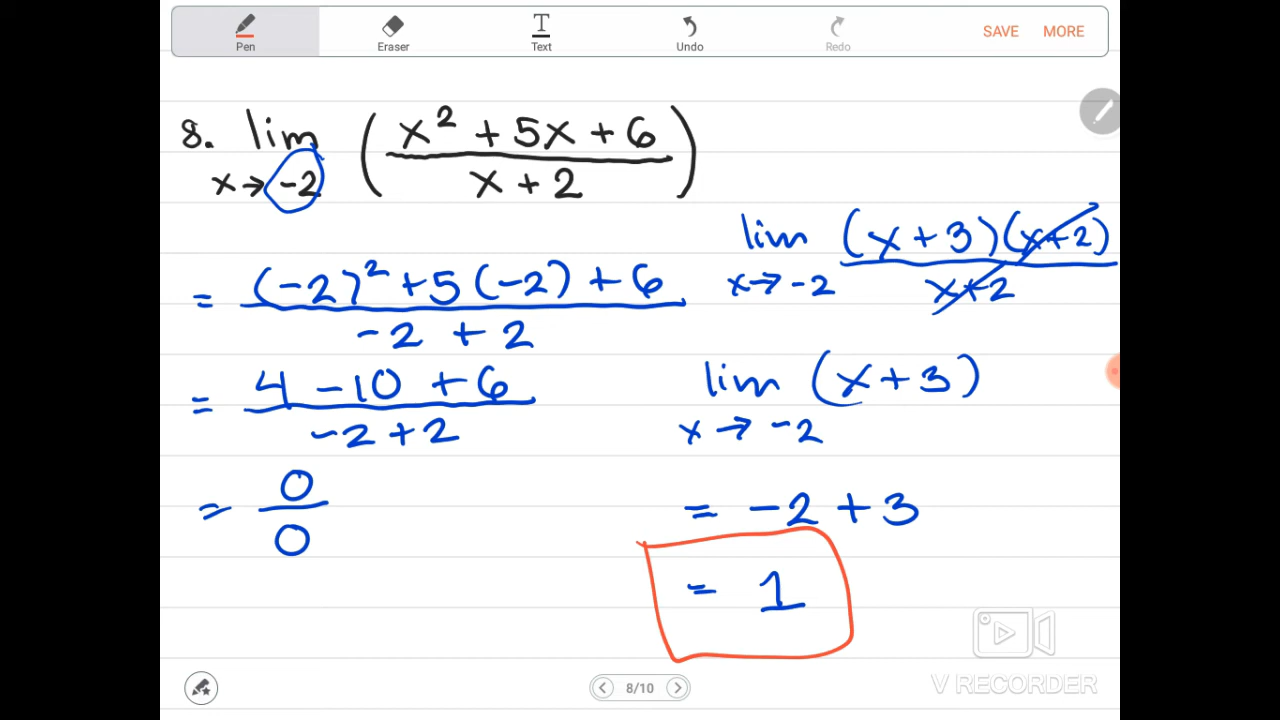 Pen Eraser Text Undo Redo SAVE MORE
8. lim x→-2 ( x² + 5x + 6 / x + 2 )
= (-2)² + 5(-2) + 6 / -2 + 2
= 4 - 10 + 6 / -2 + 2
= 0 / 0
lim x→-2 (x+3)(x+2) / x+2
lim x→-2 (x+3)
= -2 + 3
= 1
8/10
V RECORDER